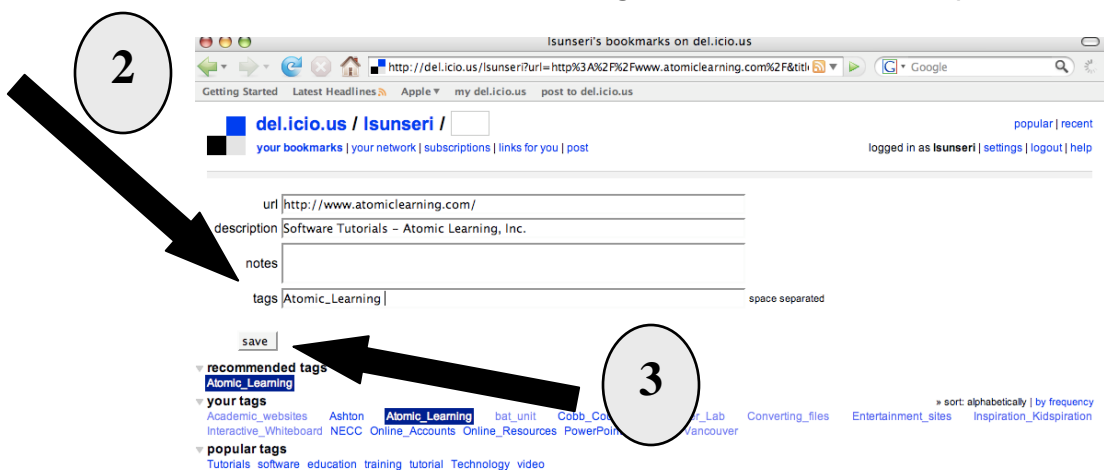 2
lsunseri's bookmarks on del.icio.us
http://del.icio.us/lsunseri?url=http%3A%2F%2Fwww.atomiclearning.com%2F&titl G Google
Getting Started Latest Headlines Apple my del.icio.us post to del.icio.us
del.icio.us / lsunseri /
popular | recent
your bookmarks | your network | subscriptions | links for you | post
logged in as lsunseri | settings | logout | help
url http://www.atomiclearning.com/
description Software Tutorials – Atomic Learning, Inc.
notes
tags Atomic_Learning space separated
save
3
recommended tags
Atomic_Learning
your tags
» sort: alphabetically | by frequency
Academic_websites Ashton Atomic_Learning bat_unit Converting_files Entertainment_sites Inspiration_Kidspiration
Interactive_Whiteboard NECC Online_Accounts Online_Resources Vancouver
popular tags
Tutorials software education training tutorial Technology video